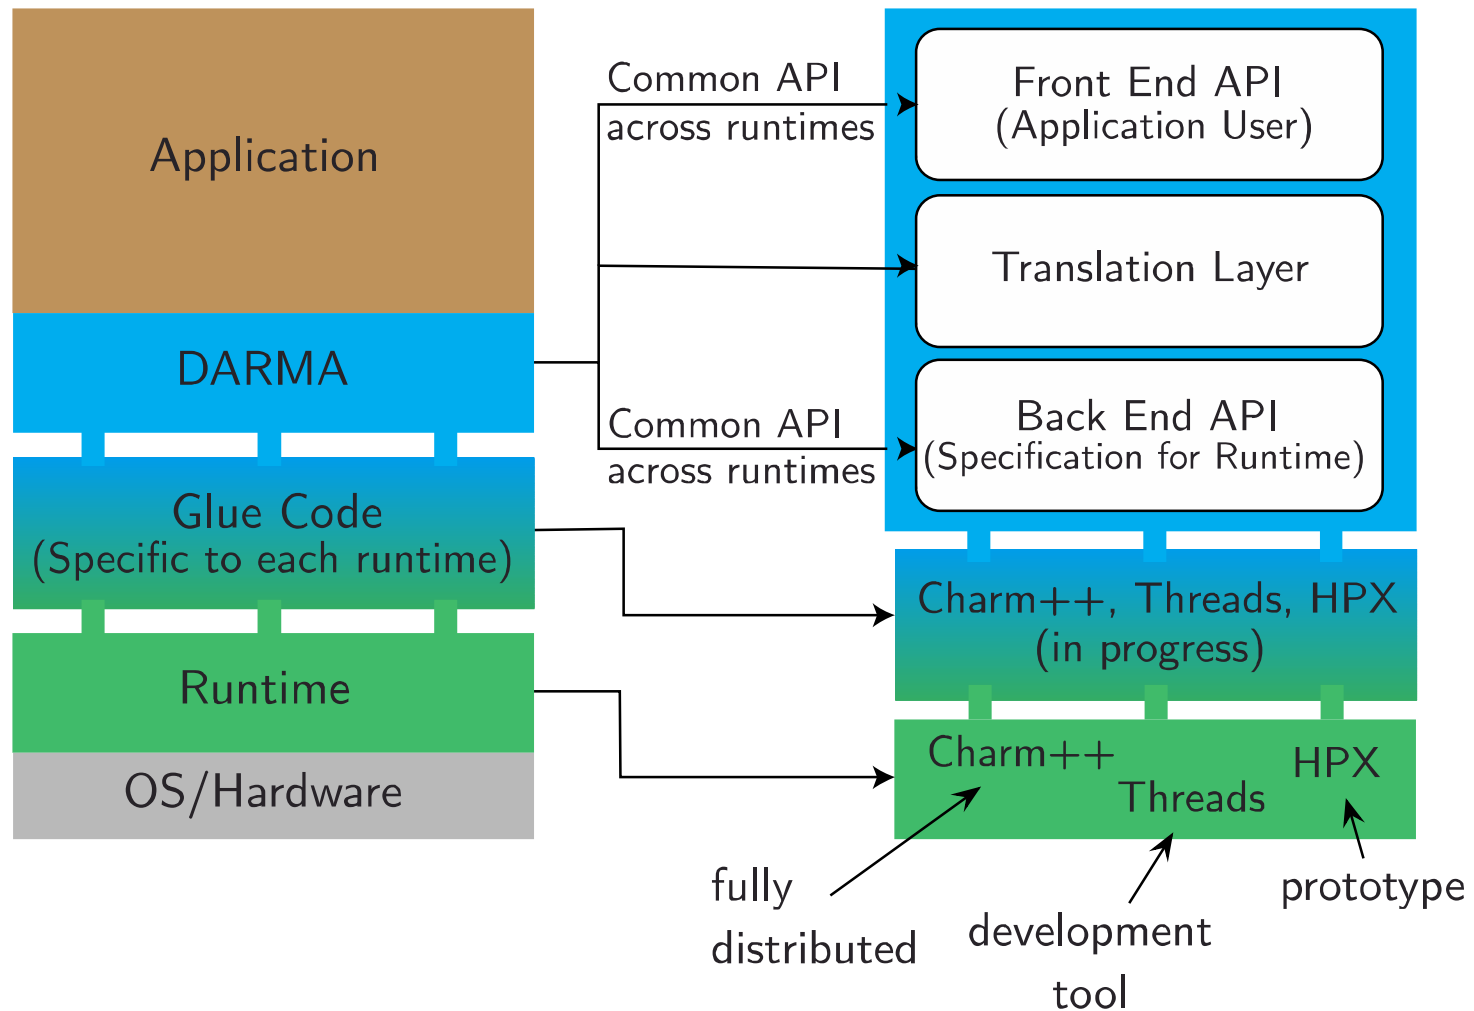 Application
DARMA
Glue Code
(Specific to each runtime)
Runtime
OS/Hardware
Common API
across runtimes
Common API
across runtimes
Front End API
(Application User)
Translation Layer
Back End API
(Specification for Runtime)
Charm++, Threads, HPX
(in progress)
Charm++
Threads
HPX
fully
distributed
development
tool
prototype